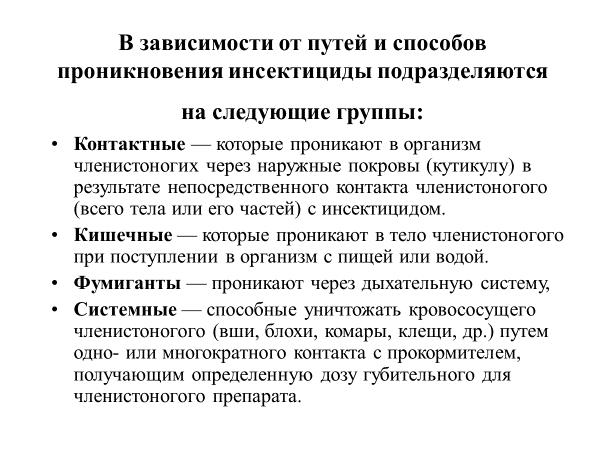 В зависимости от путей и способов
проникновения инсектициды подразделяются
на следующие группы:
• Контактные — которые проникают в организм
членистоногих через наружные покровы (кутикулу) в
результате непосредственного контакта членистоногого
(всего тела или его частей) с инсектицидом.
• Кишечные — которые проникают в тело членистоногого
при поступлении в организм с пищей или водой.
• Фумиганты — проникают через дыхательную систему,
• Системные — способные уничтожать кровососущего
членистоногого (вши, блохи, комары, клещи, др.) путем
одно- или многократного контакта с прокормителем,
получающим определенную дозу губительного для
членистоногого препарата.